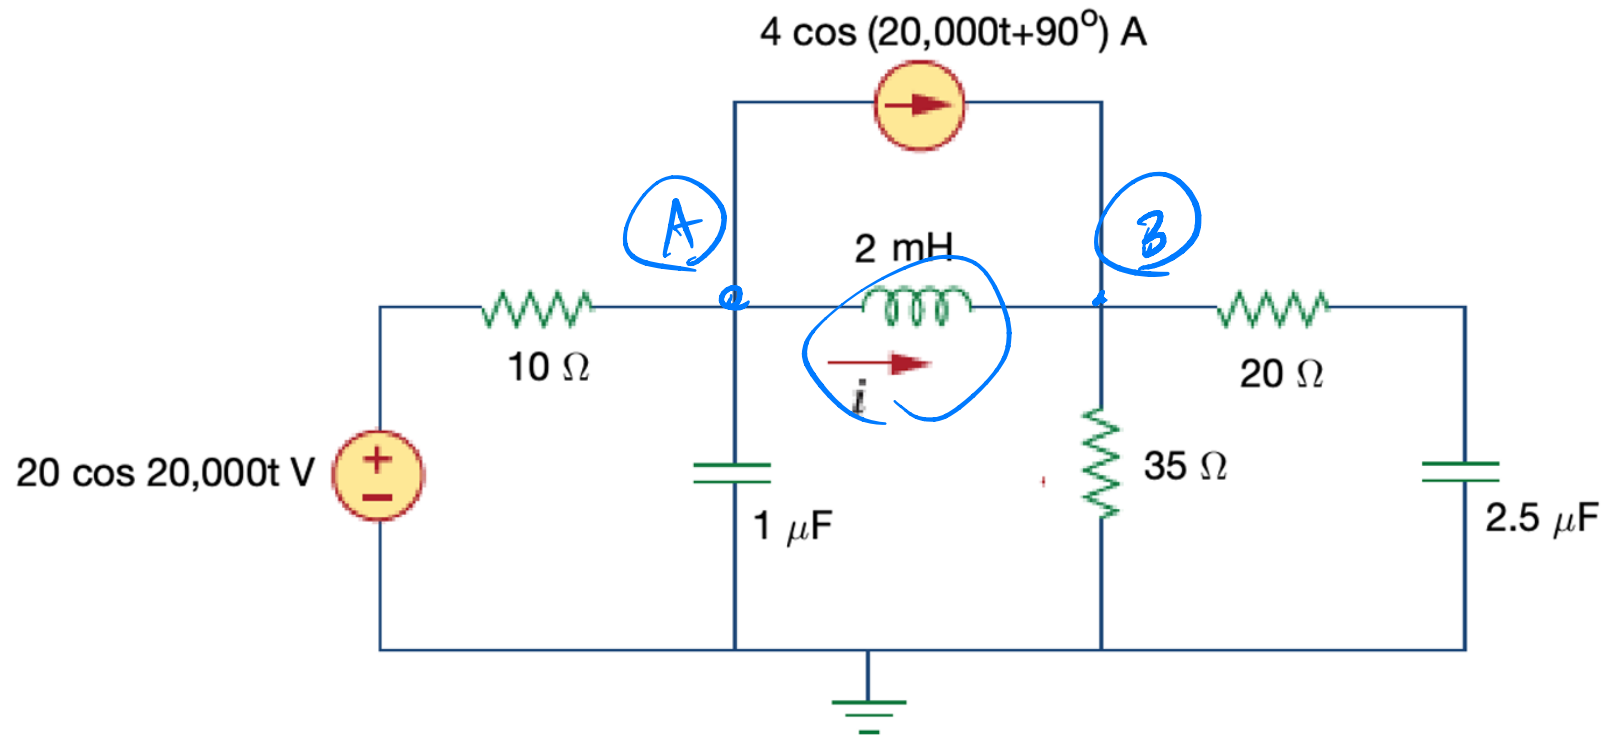 4 cos (20,000t+90°) A
A
B
2 mH
10 Ω
i
20 Ω
20 cos 20,000t V
+
−
35 Ω
1 μF
2.5 μF